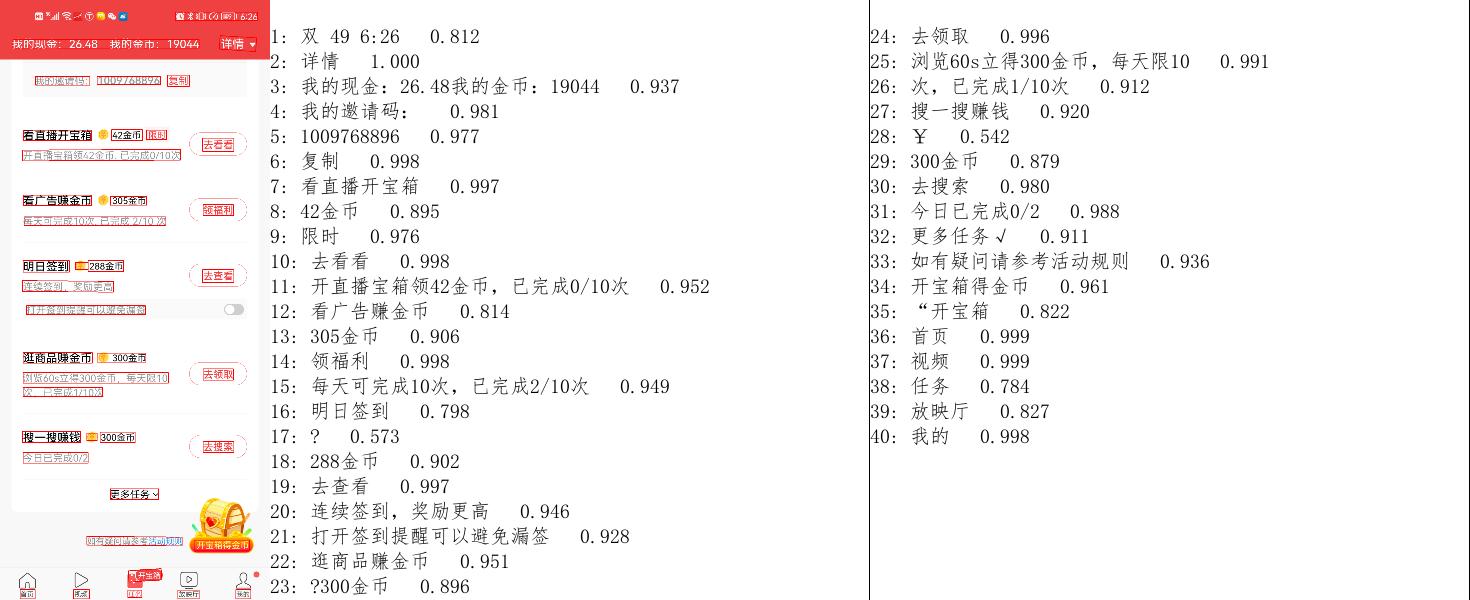 6:26
我的现金：26.48 我的金币：19044 详情
我的邀请码： 1009768896 复制
看直播开宝箱 42金币 限时
开直播宝箱领42金币，已完成0/10次
去看看
看广告赚金币 305金币
每天可完成10次，已完成 2/10 次
领福利
明日签到 288金币
连续签到，奖励更高
去查看
打开签到提醒可以避免漏签
逛商品赚金币 300金币
浏览60s立得300金币，每天限10
次，已完成1/10次
去领取
搜一搜赚钱 300金币
今日已完成0/2
去搜索
更多任务
如有疑问请参考活动规则
开宝箱得金币
开宝箱
首页 视频 任务 放映厅 我的
1: 双 49 6:26 0.812
2: 详情 1.000
3: 我的现金：26.48我的金币：19044 0.937
4: 我的邀请码： 0.981
5: 1009768896 0.977
6: 复制 0.998
7: 看直播开宝箱 0.997
8: 42金币 0.895
9: 限时 0.976
10: 去看看 0.998
11: 开直播宝箱领42金币，已完成0/10次 0.952
12: 看广告赚金币 0.814
13: 305金币 0.906
14: 领福利 0.998
15: 每天可完成10次，已完成2/10次 0.949
16: 明日签到 0.798
17: ? 0.573
18: 288金币 0.902
19: 去查看 0.997
20: 连续签到，奖励更高 0.946
21: 打开签到提醒可以避免漏签 0.928
22: 逛商品赚金币 0.951
23: ?300金币 0.896
24: 去领取 0.996
25: 浏览60s立得300金币，每天限10 0.991
26: 次，已完成1/10次 0.912
27: 搜一搜赚钱 0.920
28: ¥ 0.542
29: 300金币 0.879
30: 去搜索 0.980
31: 今日已完成0/2 0.988
32: 更多任务√ 0.911
33: 如有疑问请参考活动规则 0.936
34: 开宝箱得金币 0.961
35: “开宝箱 0.822
36: 首页 0.999
37: 视频 0.999
38: 任务 0.784
39: 放映厅 0.827
40: 我的 0.998